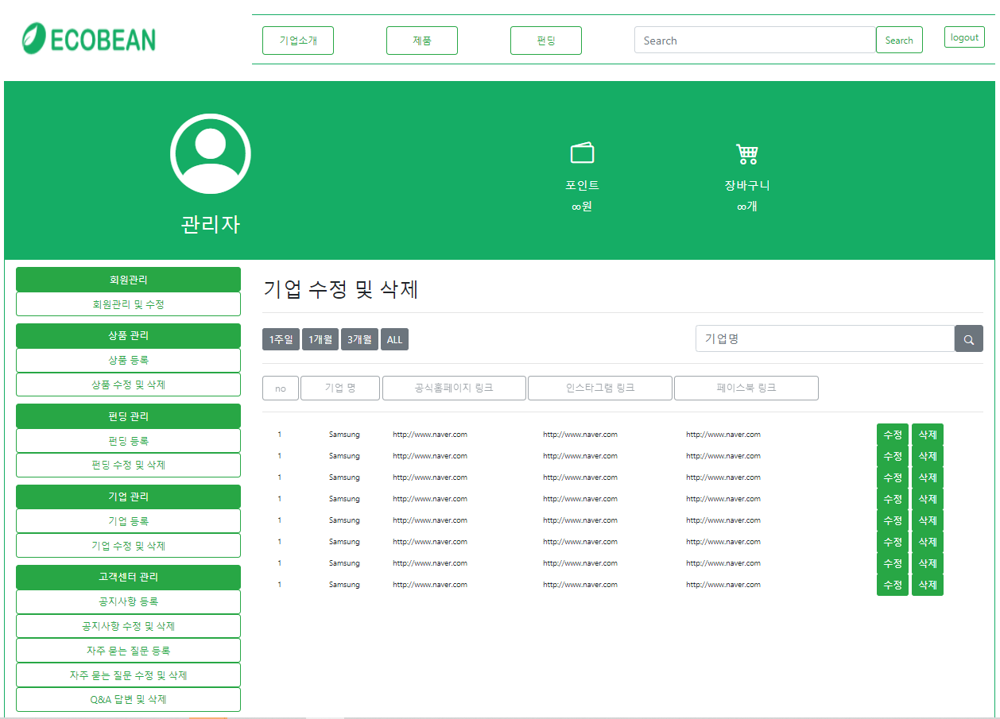 ECOBEAN
기업소개 제품 펀딩 Search Search logout
관리자
포인트
∞원
장바구니
∞개
회원관리
회원관리 및 수정
상품 관리
상품 등록
상품 수정 및 삭제
펀딩 관리
펀딩 등록
펀딩 수정 및 삭제
기업 관리
기업 등록
기업 수정 및 삭제
고객센터 관리
공지사항 등록
공지사항 수정 및 삭제
자주 묻는 질문 등록
자주 묻는 질문 수정 및 삭제
Q&A 답변 및 삭제
기업 수정 및 삭제
1주일 1개월 3개월 ALL 기업명
no 기업 명 공식홈페이지 링크 인스타그램 링크 페이스북 링크
1 Samsung http://www.naver.com http://www.naver.com http://www.naver.com 수정 삭제
1 Samsung http://www.naver.com http://www.naver.com http://www.naver.com 수정 삭제
1 Samsung http://www.naver.com http://www.naver.com http://www.naver.com 수정 삭제
1 Samsung http://www.naver.com http://www.naver.com http://www.naver.com 수정 삭제
1 Samsung http://www.naver.com http://www.naver.com http://www.naver.com 수정 삭제
1 Samsung http://www.naver.com http://www.naver.com http://www.naver.com 수정 삭제
1 Samsung http://www.naver.com http://www.naver.com http://www.naver.com 수정 삭제
1 Samsung http://www.naver.com http://www.naver.com http://www.naver.com 수정 삭제